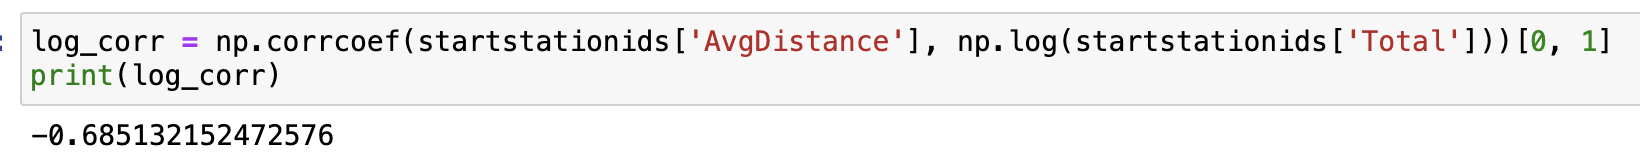 log_corr = np.corrcoef(startstationids['AvgDistance'], np.log(startstationids['Total']))[0, 1]
print(log_corr)
-0.685132152472576